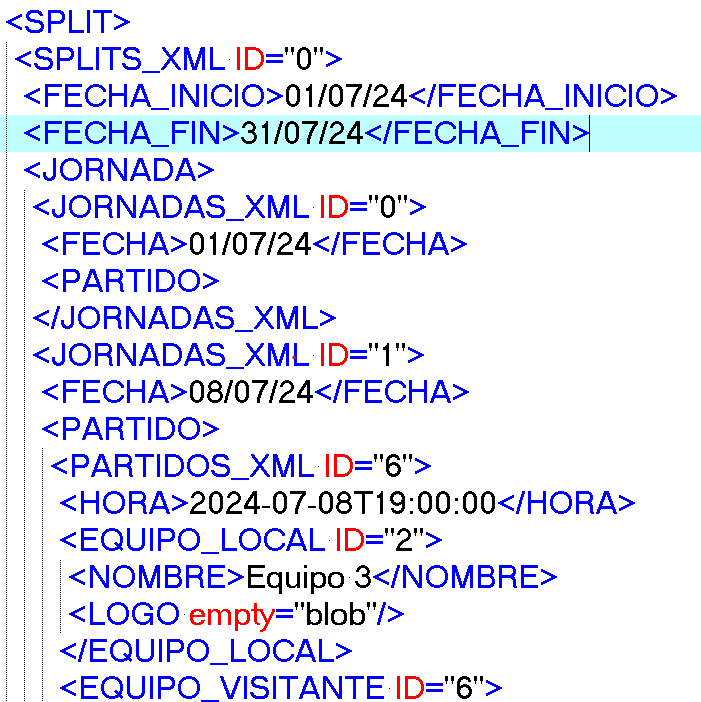 <SPLIT>
<SPLITS_XML ID="0">
<FECHA_INICIO>01/07/24</FECHA_INICIO>
<FECHA_FIN>31/07/24</FECHA_FIN>
<JORNADA>
<JORNADAS_XML ID="0">
<FECHA>01/07/24</FECHA>
<PARTIDO>
</JORNADAS_XML>
<JORNADAS_XML ID="1">
<FECHA>08/07/24</FECHA>
<PARTIDO>
<PARTIDOS_XML ID="6">
<HORA>2024-07-08T19:00:00</HORA>
<EQUIPO_LOCAL ID="2">
<NOMBRE>Equipo 3</NOMBRE>
<LOGO empty="blob"/>
</EQUIPO_LOCAL>
<EQUIPO_VISITANTE ID="6">